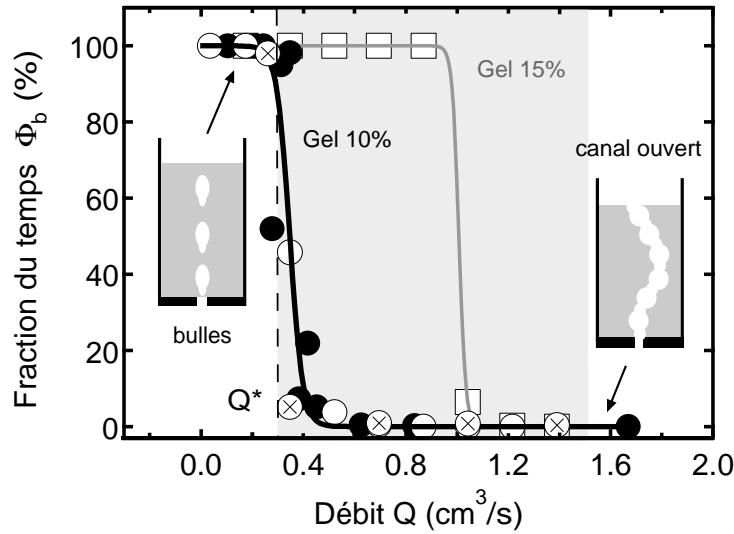 100
80
60
40
20
0
Fraction du temps Φb (%)
Gel 15%
Gel 10%
canal ouvert
bulles
Q*
0.0 0.4 0.8 1.2 1.6 2.0
Débit Q (cm³/s)